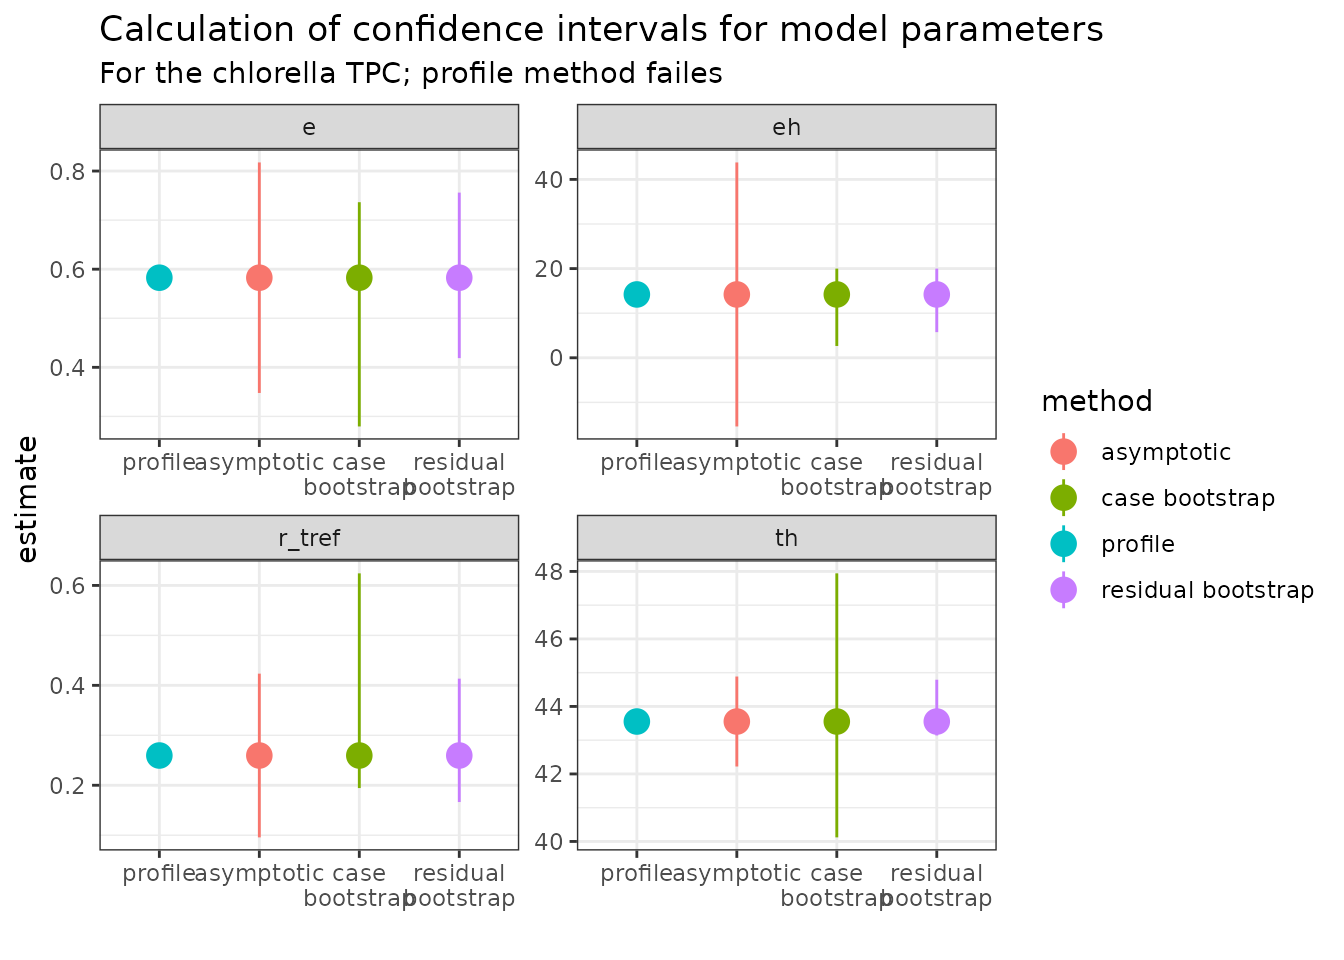 Calculation of confidence intervals for model parameters
For the chlorella TPC; profile method failes
e
eh
0.8
0.6
0.4
40
20
0
profile asymptotic case bootstrap residual bootstrap
profile asymptotic case bootstrap residual bootstrap
estimate
r_tref
th
0.6
0.4
0.2
48
46
44
42
40
profile asymptotic case bootstrap residual bootstrap
profile asymptotic case bootstrap residual bootstrap
method
asymptotic
case bootstrap
profile
residual bootstrap